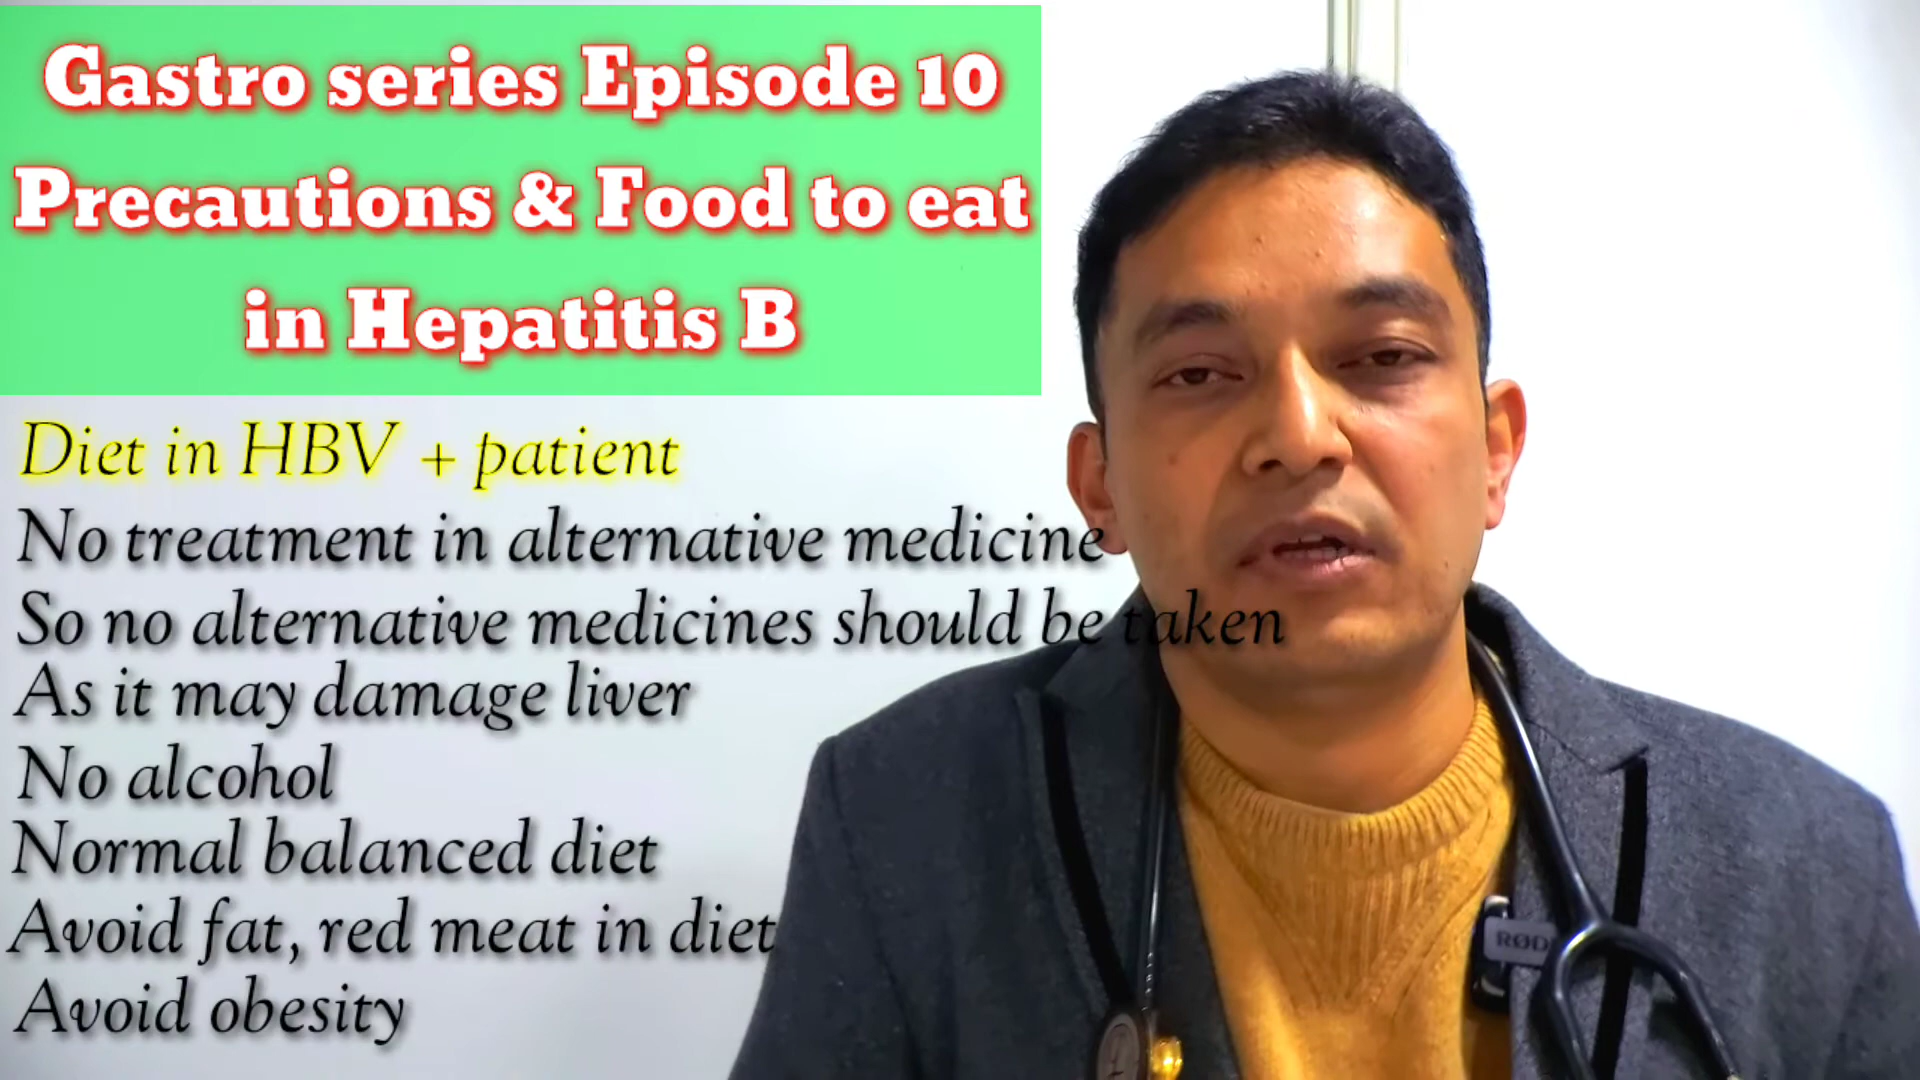 Gastro series Episode 10
Precautions & Food to eat
in Hepatitis B
Diet in HBV + patient
No treatment in alternative medicine
So no alternative medicines should be taken
As it may damage liver
No alcohol
Normal balanced diet
Avoid fat, red meat in diet
Avoid obesity
RØDE